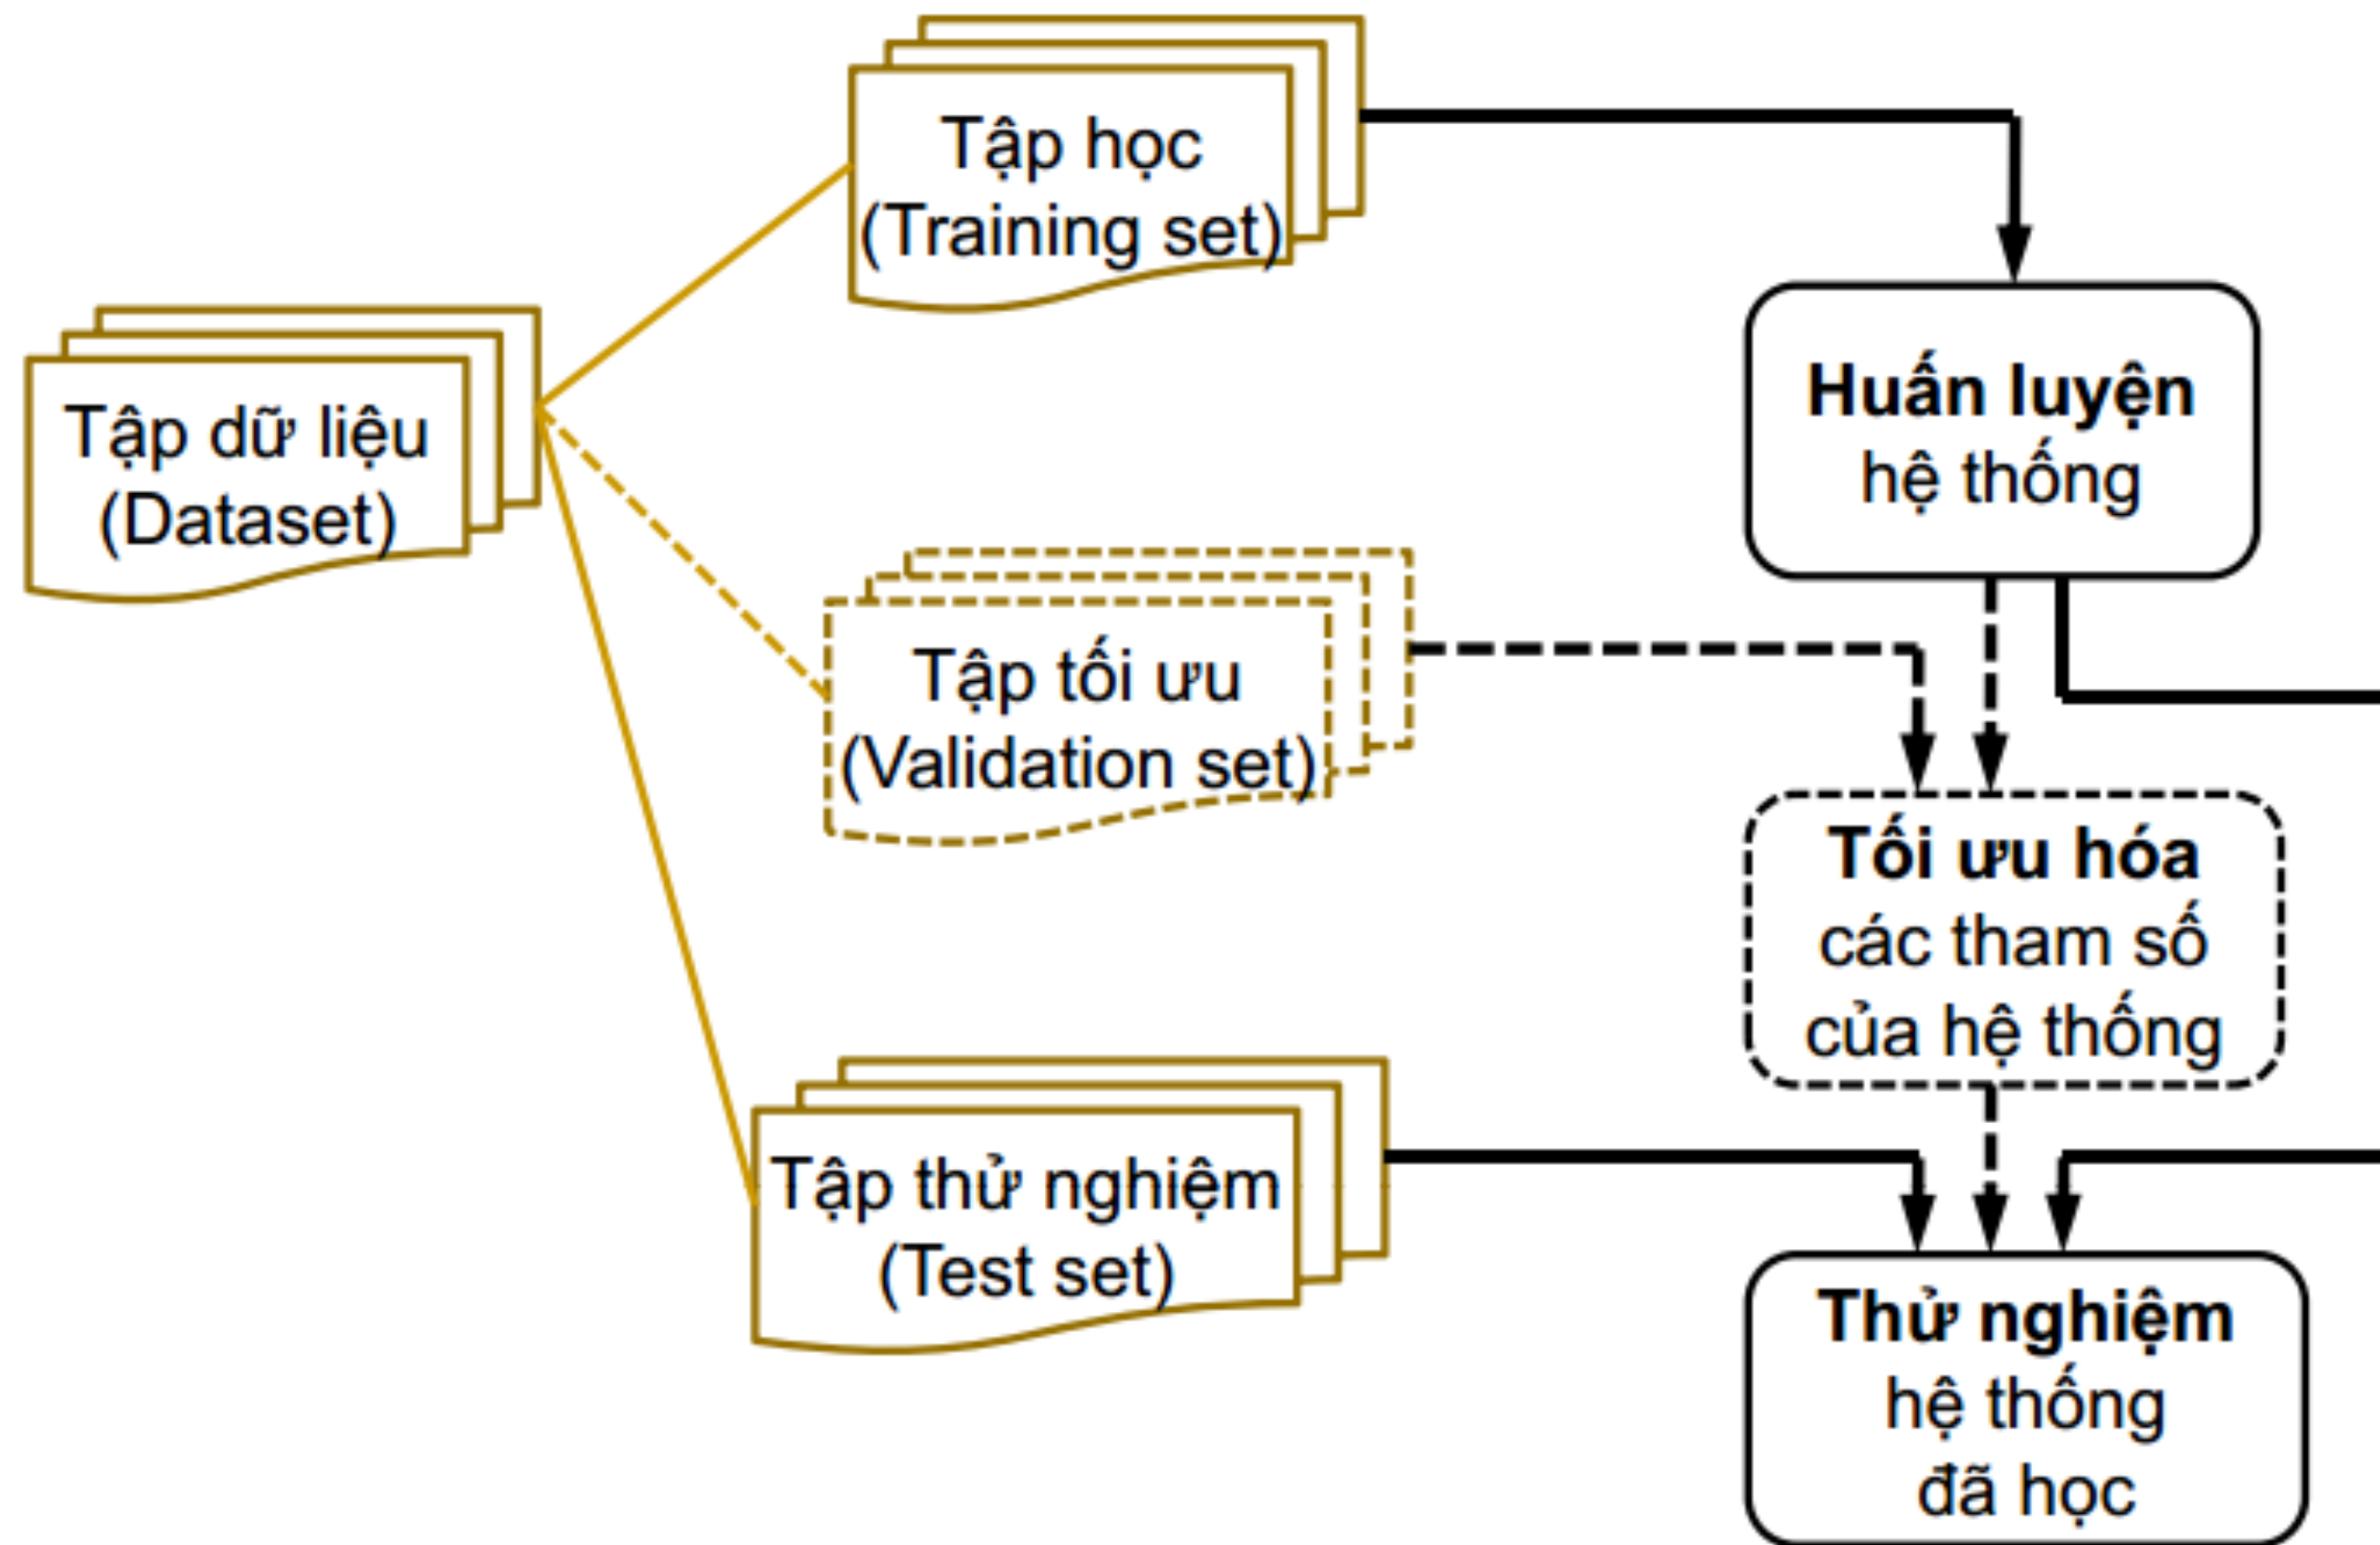 Tập học
(Training set)
Tập dữ liệu
(Dataset)
Huấn luyện
hệ thống
Tập tối ưu
(Validation set)
Tối ưu hóa
các tham số
của hệ thống
Tập thử nghiệm
(Test set)
Thử nghiệm
hệ thống
đã học